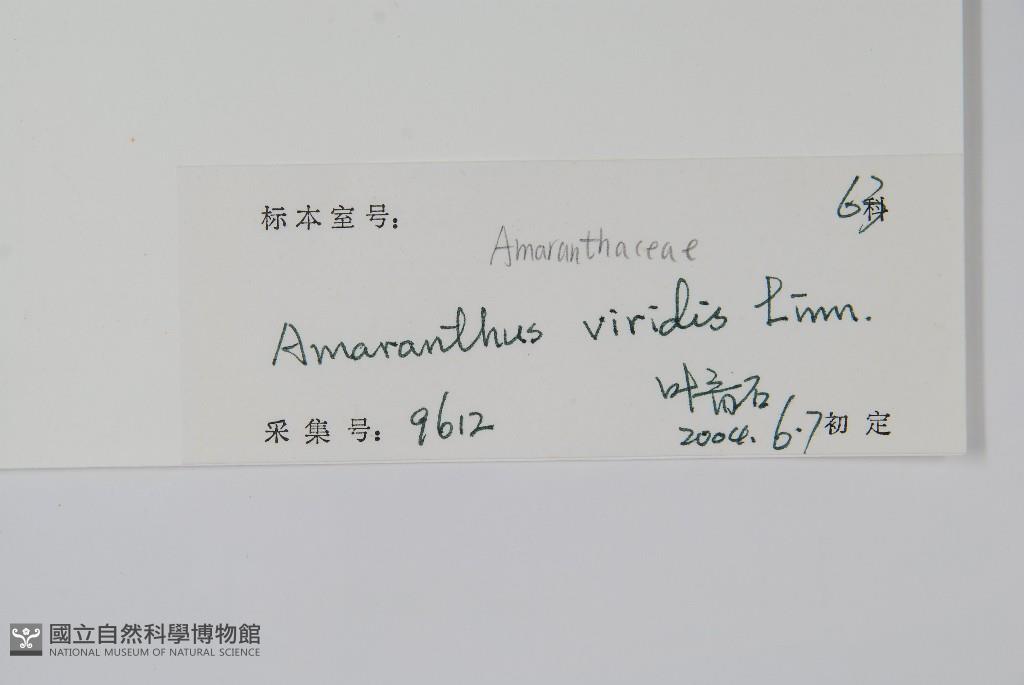 标本室号: 63科
Amaranthaceae
Amaranthus viridis Linn.
叶育石
采集号: 9612 2004.6.7 初定
國立自然科學博物館
NATIONAL MUSEUM OF NATURAL SCIENCE